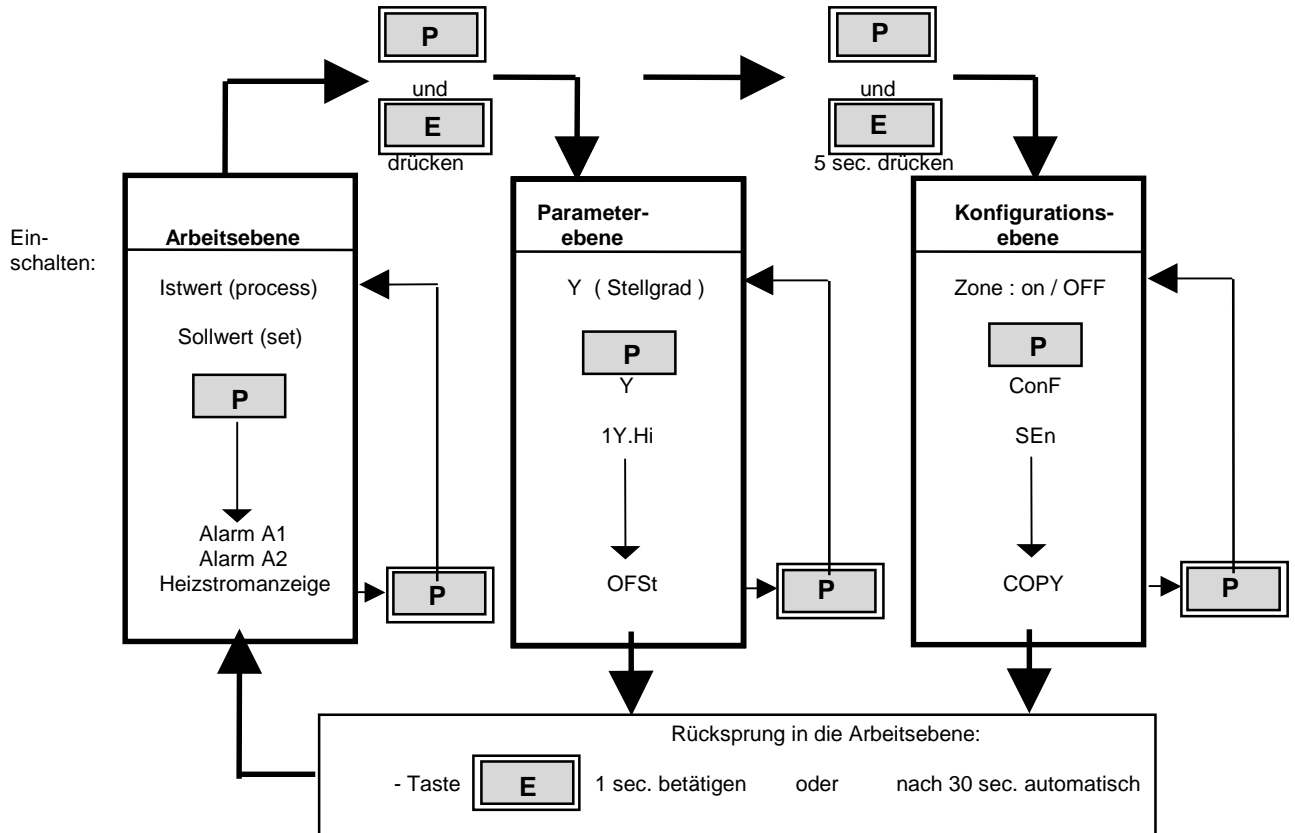 P
und
E
drücken
P
und
E
5 sec. drücken
Ein-
schalten:
Arbeitsebene
Istwert (process)
Sollwert (set)
P
Alarm A1
Alarm A2
Heizstromanzeige
P
Parameter-
ebene
Y ( Stellgrad )
P
Y
1Y.Hi
OFSt
P
Konfigurations-
ebene
Zone : on / OFF
P
ConF
SEn
COPY
P
Rücksprung in die Arbeitsebene:
- Taste E 1 sec. betätigen oder nach 30 sec. automatisch